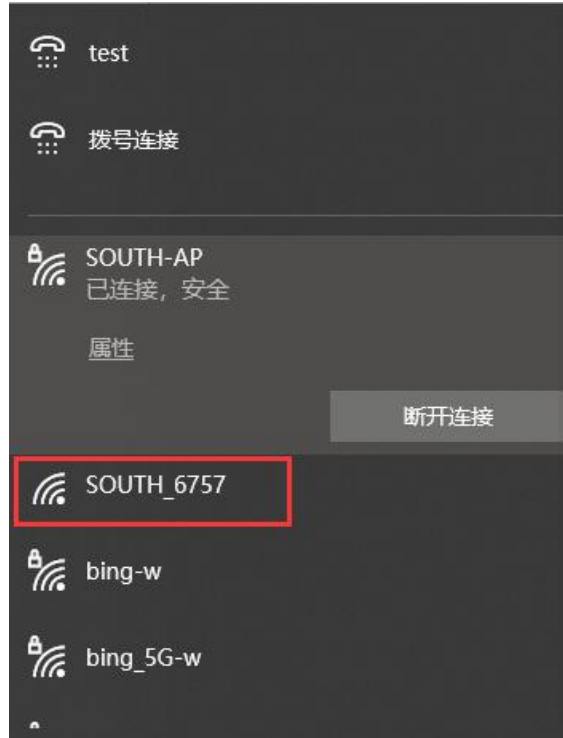 test
拨号连接
SOUTH-AP
已连接，安全
属性
断开连接
SOUTH_6757
bing-w
bing_5G-w